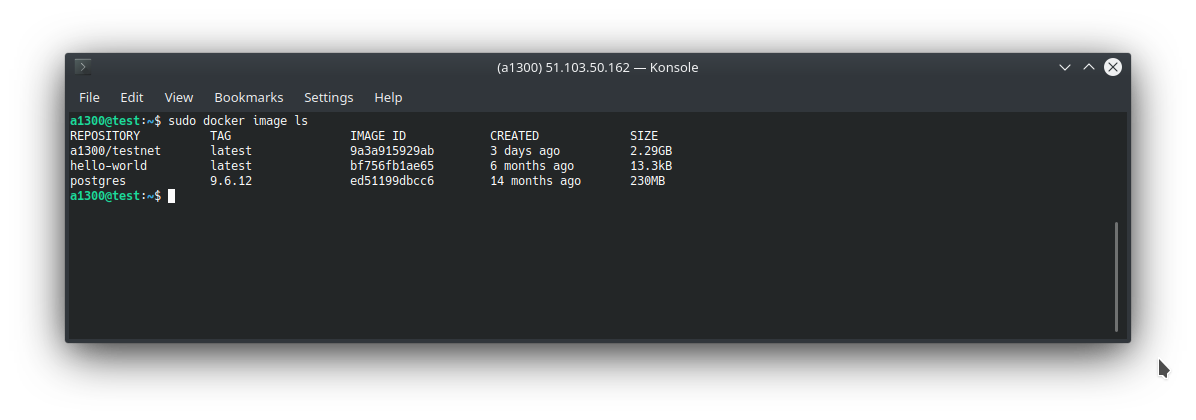 (a1300) 51.103.50.162 — Konsole
File Edit View Bookmarks Settings Help
a1300@test:~$ sudo docker image ls
REPOSITORY TAG IMAGE ID CREATED SIZE
a1300/testnet latest 9a3a915929ab 3 days ago 2.29GB
hello-world latest bf756fb1ae65 6 months ago 13.3kB
postgres 9.6.12 ed51199dbcc6 14 months ago 230MB
a1300@test:~$